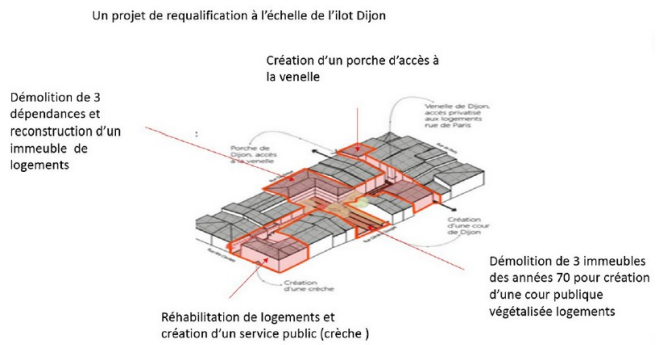 Un projet de requalification à l'échelle de l'ilot Dijon
Création d'un porche d'accès à
la venelle
Démolition de 3
dépendances et
reconstruction d'un
immeuble de
logements
Venelle de Dijon,
accès privatisé
aux logements
rue de Paris
Porche de
Dijon, accès
à la venelle
Création
d'une cour
de Dijon
Création
d'une crèche
Démolition de 3 immeubles
des années 70 pour création
d'une cour publique
végétalisée logements
Réhabilitation de logements et
création d'un service public (crèche )